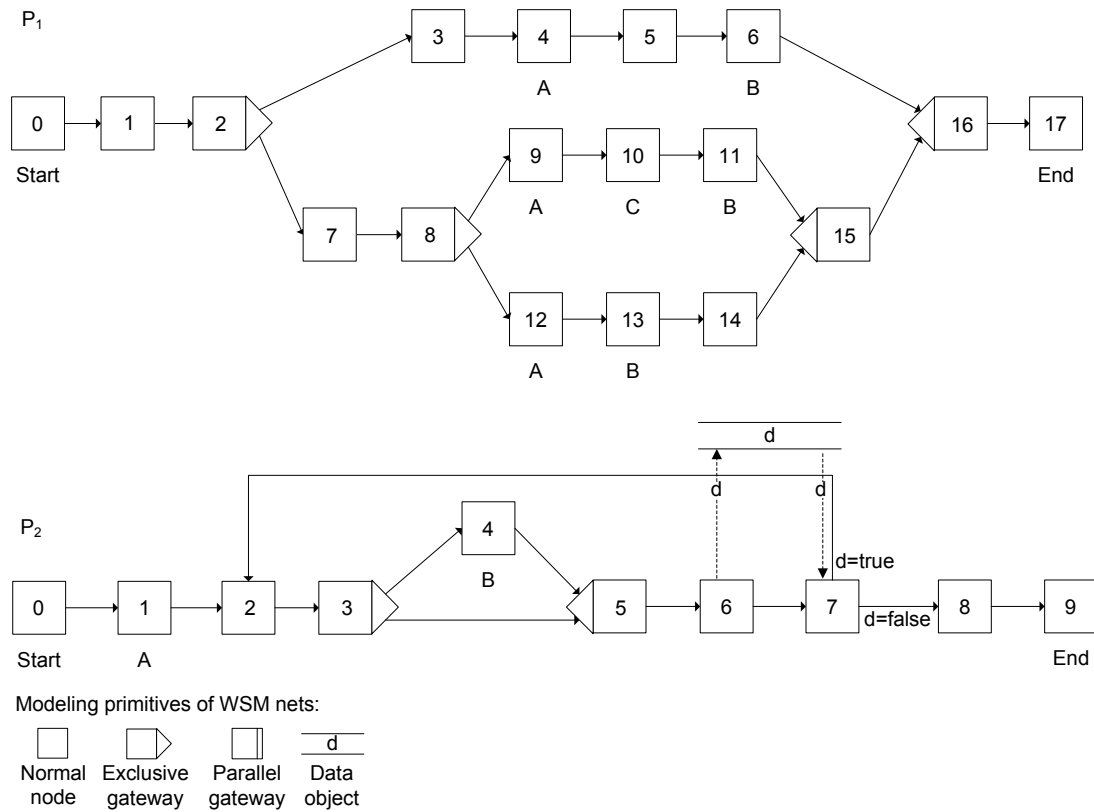 P1
3 4 5 6
A B
0 1 2 16 17
9 10 11
Start End
A C B
7 8 15
12 13 14
A B
d
d d
P2
4
d=true
B
0 1 2 3 5 6 7 8 9
d=false
Start A End
Modeling primitives of WSM nets:
d
Normal node
Exclusive gateway
Parallel gateway
Data object